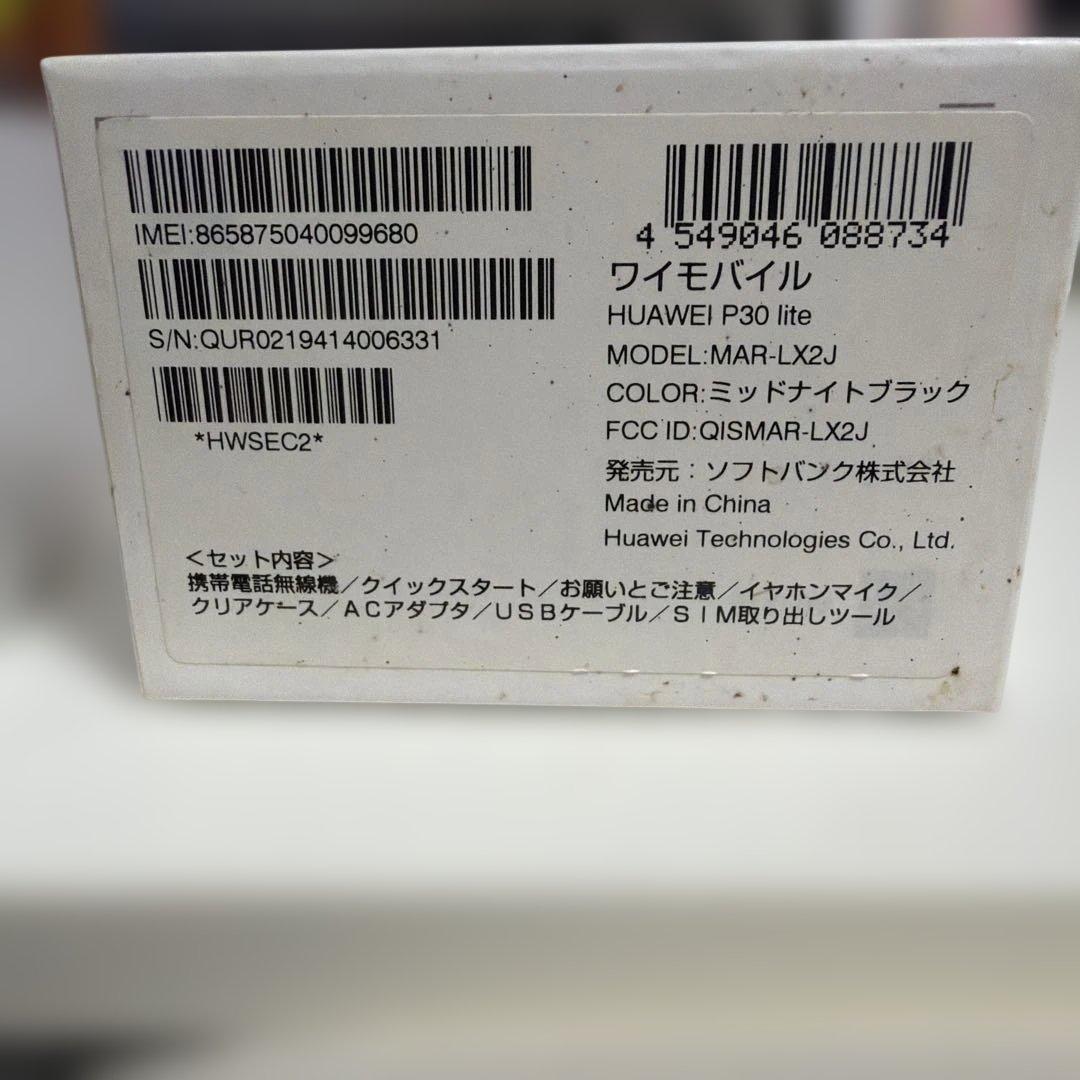 IMEI:865875040099680
S/N:QUR0219414006331
*HWSEC2*
4 549046 088734
ワイモバイル
HUAWEI P30 lite
MODEL:MAR-LX2J
COLOR:ミッドナイトブラック
FCC ID:QISMAR-LX2J
発売元：ソフトバンク株式会社
Made in China
Huawei Technologies Co., Ltd.
＜セット内容＞
携帯電話無線機／クイックスタート／お願いとご注意／イヤホンマイク／
クリアケース／ＡＣアダプタ／ＵＳＢケーブル／ＳＩＭ取り出しツール